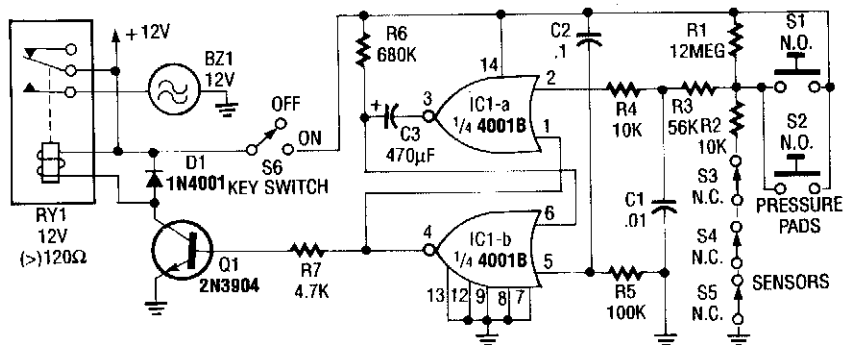 +12V
BZ1
12V
RY1
12V
(>)120Ω
D1
1N4001
OFF
ON
S6
KEY SWITCH
Q1
2N3904
R7
4.7K
R6
680K
+
C3
470µF
C2
.1
14
3
IC1-a
1/4 4001B
2
1
4
IC1-b
1/4 4001B
6
5
13
12
9
8
7
R4
10K
R3
56K
R5
100K
C1
.01
R1
12MEG
R2
10K
S1
N.O.
S2
N.O.
PRESSURE
PADS
S3
N.C.
S4
N.C.
S5
N.C.
SENSORS